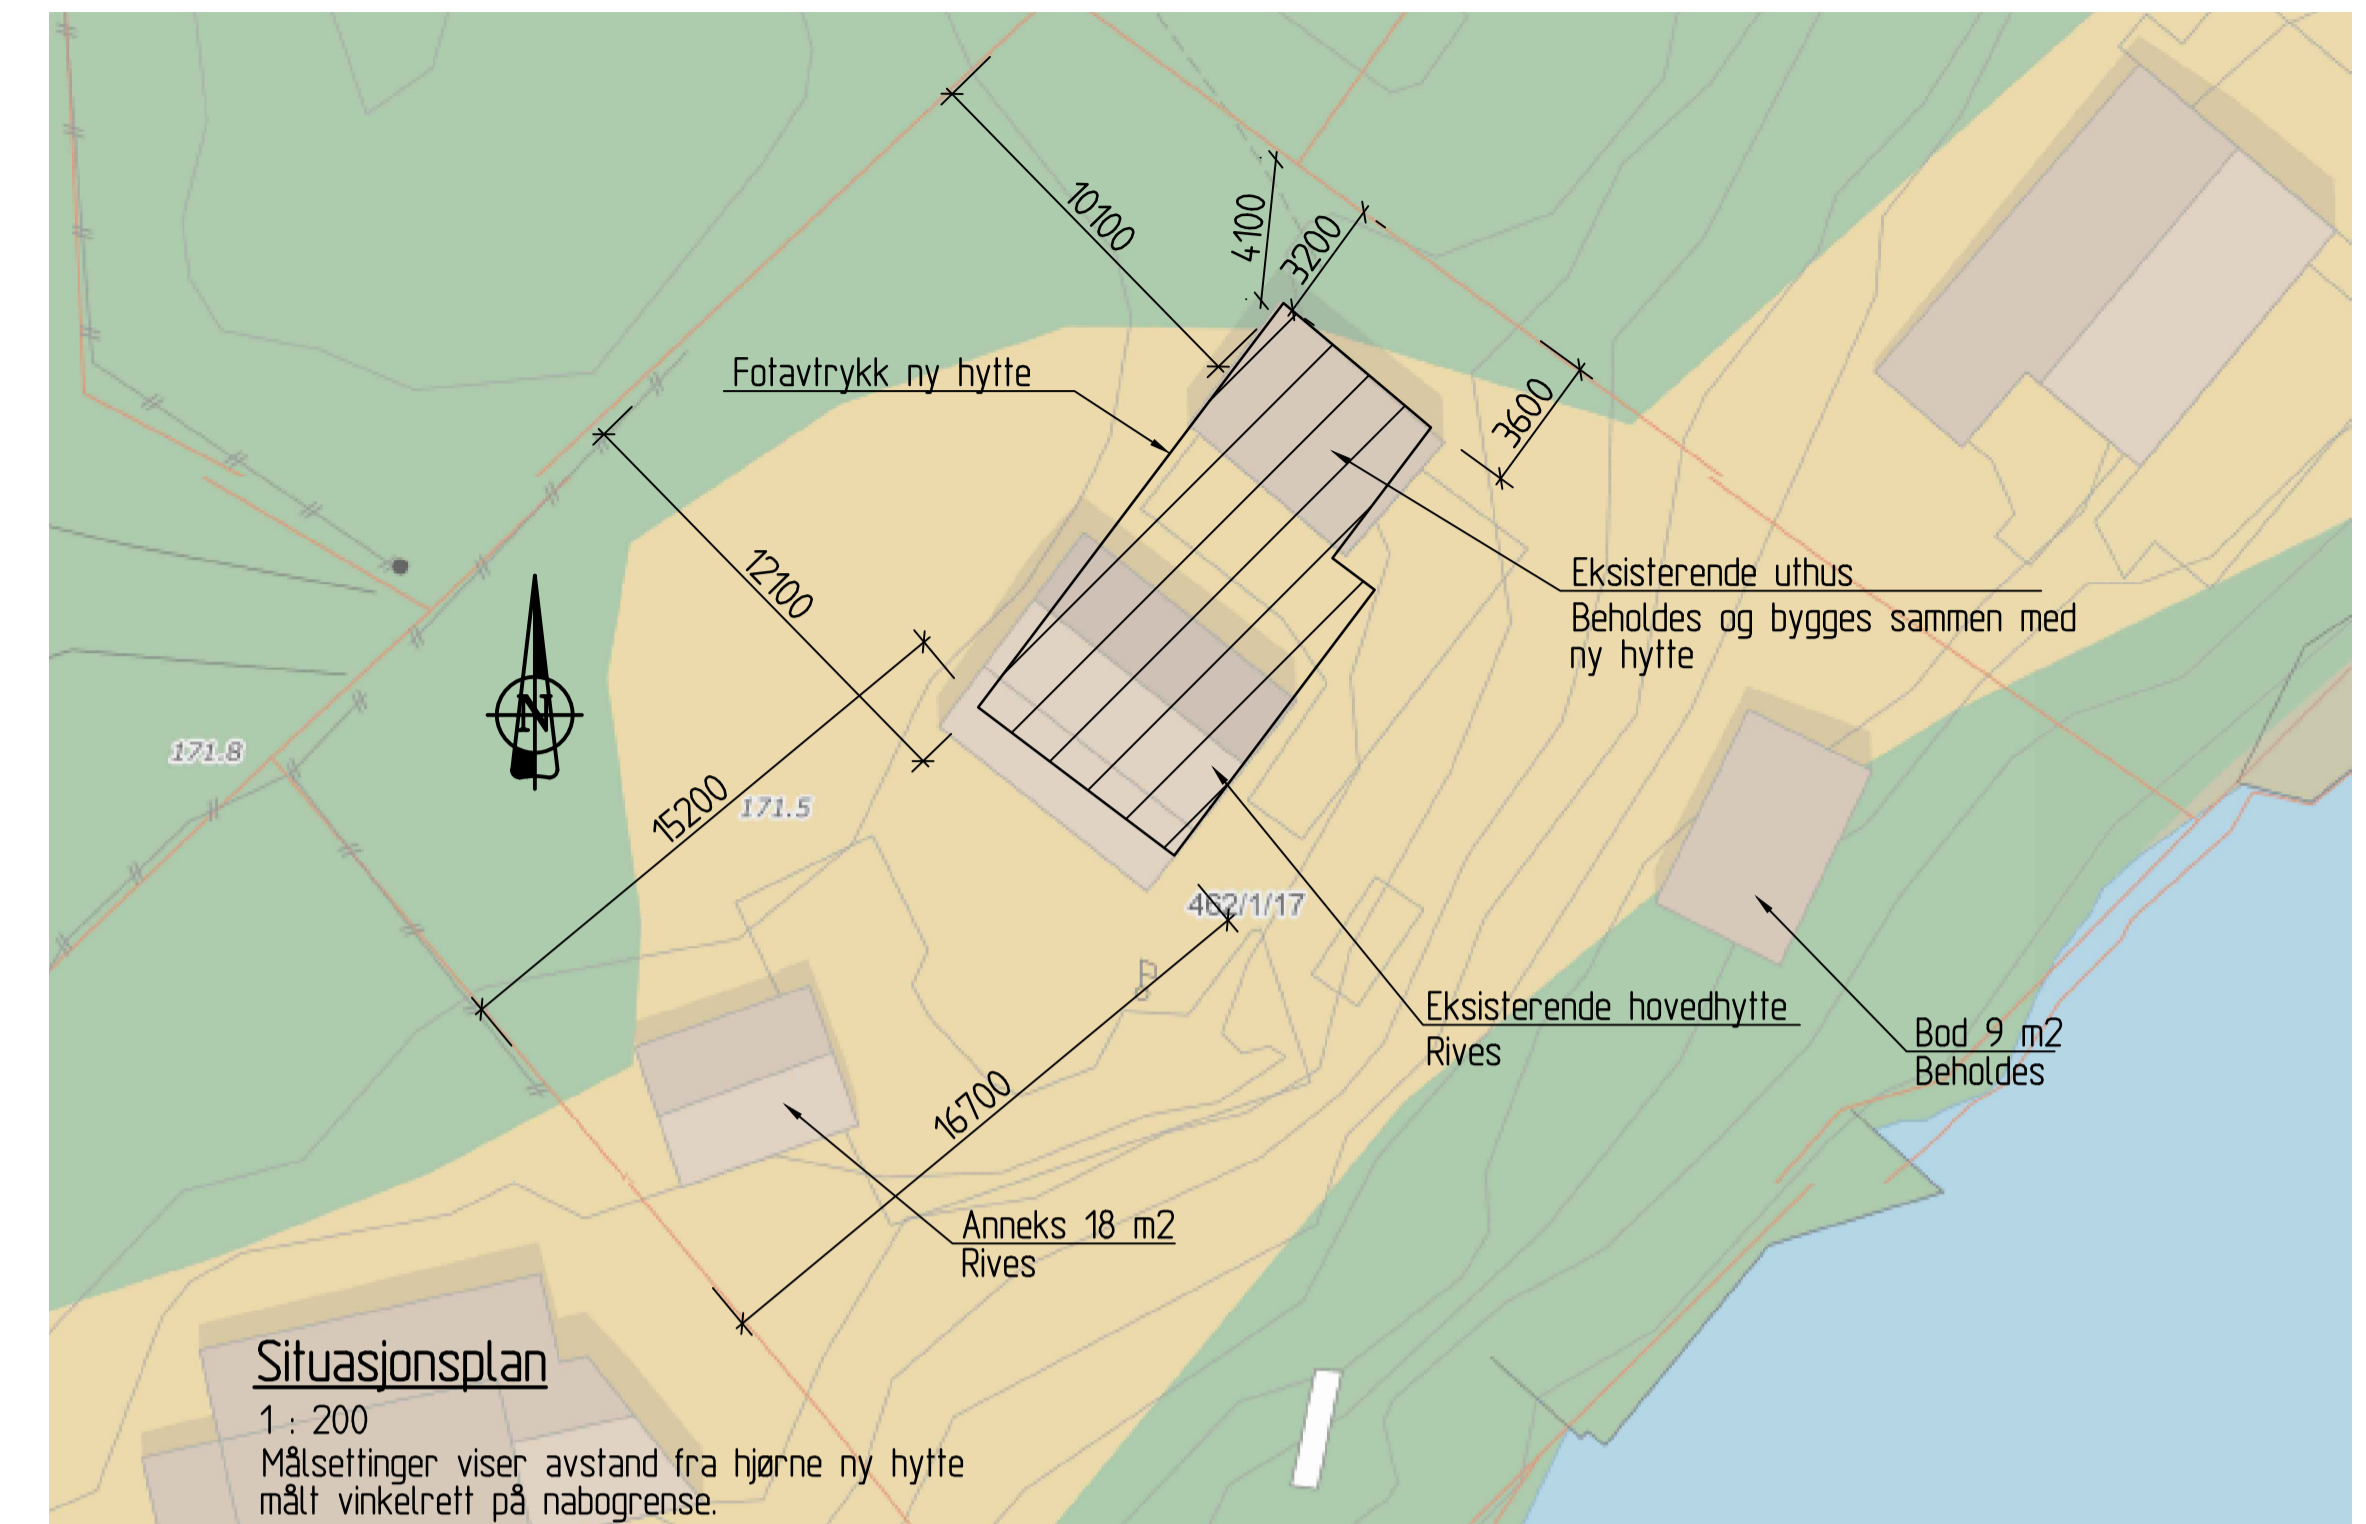 10100
4100
3200
Fotavtrykk ny hytte
3600
12100
Eksisterende uthus
Beholdes og bygges sammen med
ny hytte
N
171.8
15200
171.5
462/1/17
Eksisterende hovedhytte
Rives
Bod 9 m2
Beholdes
16700
Anneks 18 m2
Rives
Situasjonsplan
1 : 200
Målsettinger viser avstand fra hjørne ny hytte
målt vinkelrett på nabogrense.